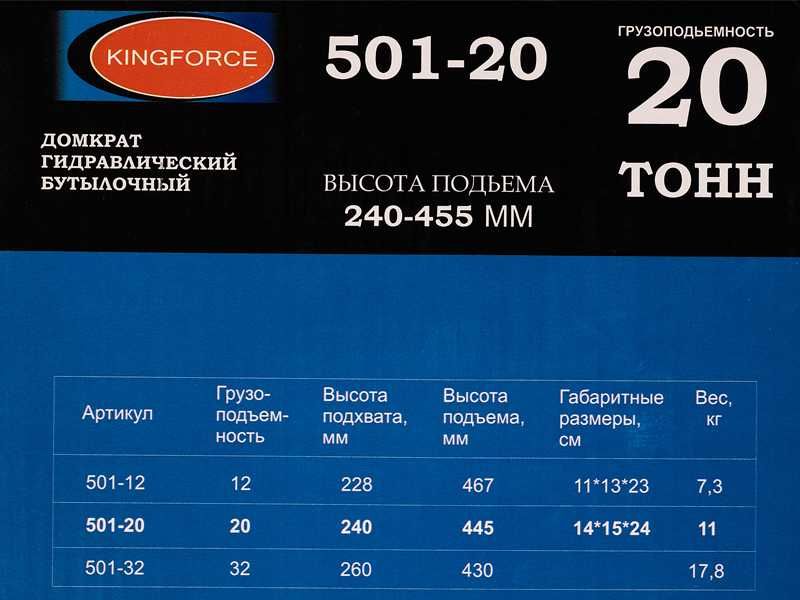 KINGFORCE
501-20
ГРУЗОПОДЬЕМНОСТЬ
20
ТОНН
ДОМКРАТ
ГИДРАВЛИЧЕСКИЙ
БУТЫЛОЧНЫЙ
ВЫСОТА ПОДЬЕМА
240-455 ММ
Артикул Грузо-подъем-ность Высота подхвата, мм Высота подъема, мм Габаритные размеры, см Вес, кг
501-12 12 228 467 11*13*23 7,3
501-20 20 240 445 14*15*24 11
501-32 32 260 430 17,8